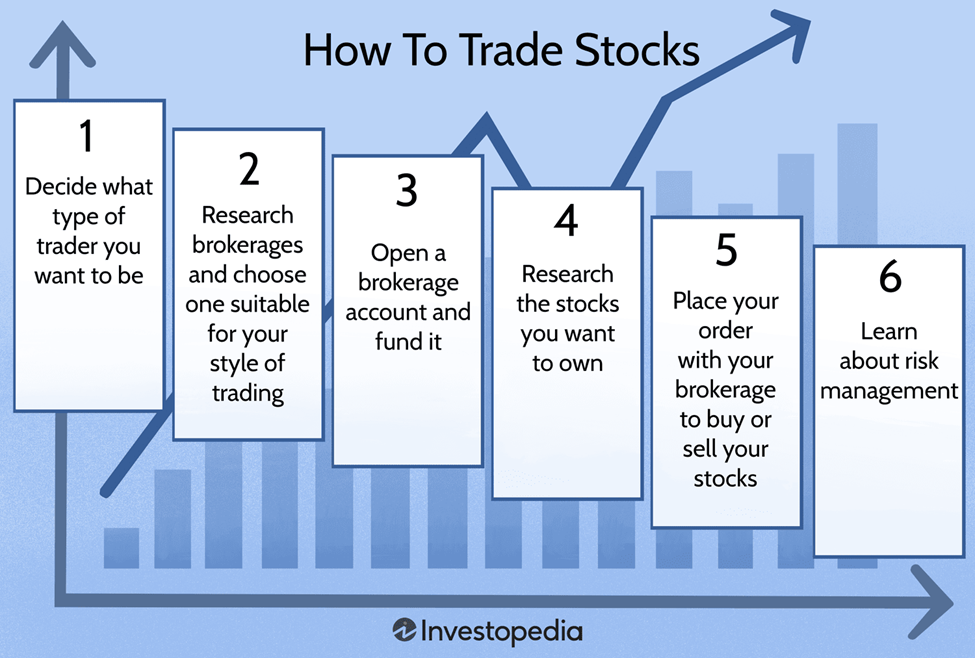 How To Trade Stocks
1
Decide what
type of
trader you
want to be
2
Research
brokerages
and choose
one suitable
for your
style of
trading
3
Open a
brokerage
account and
fund it
4
Research
the stocks
you want
to own
5
Place your
order
with your
brokerage
to buy or
sell your
stocks
6
Learn
about risk
management
Investopedia